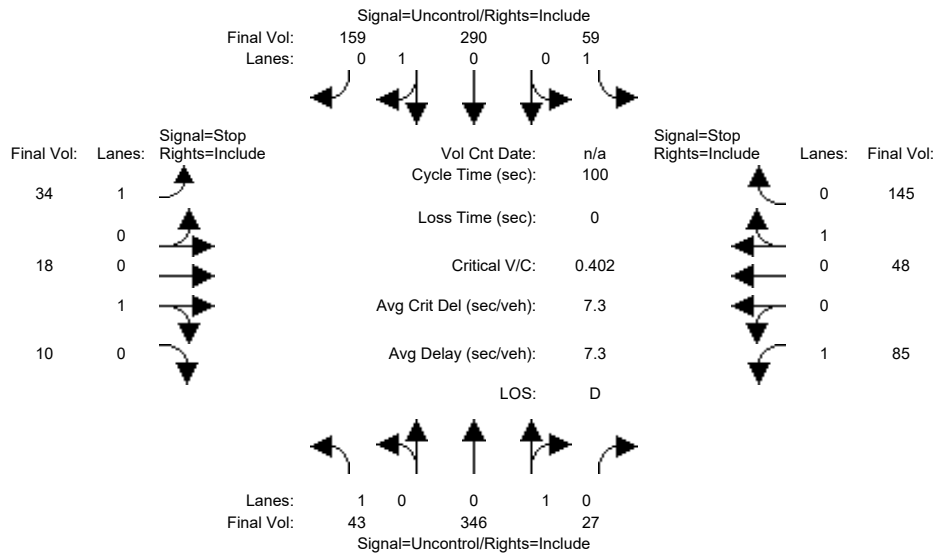 Signal=Uncontrol/Rights=Include
Final Vol: 159 290 59
Lanes: 0 1 0 0 1
Signal=Stop
Final Vol: Lanes: Rights=Include
Vol Cnt Date: n/a
Signal=Stop
Rights=Include Lanes: Final Vol:
Cycle Time (sec): 100
34 1
0 145
Loss Time (sec): 0
0
1
18 0
Critical V/C: 0.402
0 48
1
Avg Crit Del (sec/veh): 7.3
0
10 0
Avg Delay (sec/veh): 7.3
1 85
LOS: D
Lanes: 1 0 0 1 0
Final Vol: 43 346 27
Signal=Uncontrol/Rights=Include